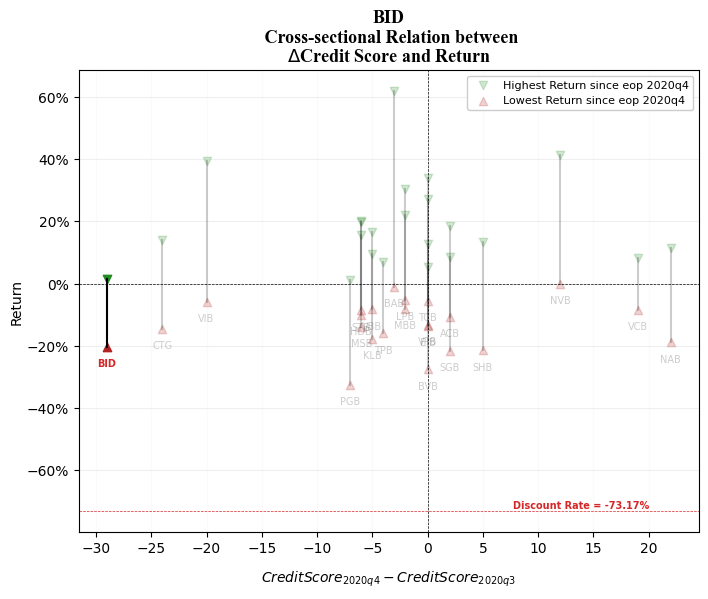 BID
Cross-sectional Relation between
ΔCredit Score and Return
Highest Return since eop 2020q4
Lowest Return since eop 2020q4
Return
60%
40%
20%
0%
−20%
−40%
−60%
BID
CTG
VIB
PGB
MSB
KLB
TPB
BAB
LPB
MBB
TCB
BVB
ACB
SGB
SHB
NVB
VCB
NAB
Discount Rate = -73.17%
−30
−25
−20
−15
−10
−5
0
5
10
15
20
CreditScore2020q4 − CreditScore2020q3